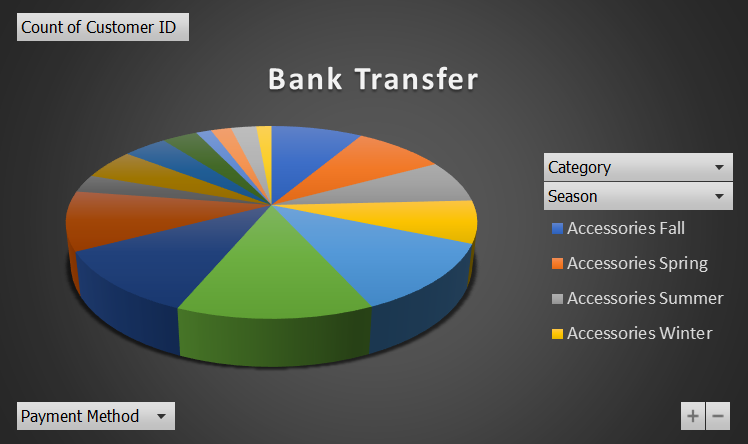 Count of Customer ID
Bank Transfer
Category
Season
Accessories Fall
Accessories Spring
Accessories Summer
Accessories Winter
Payment Method
+ −